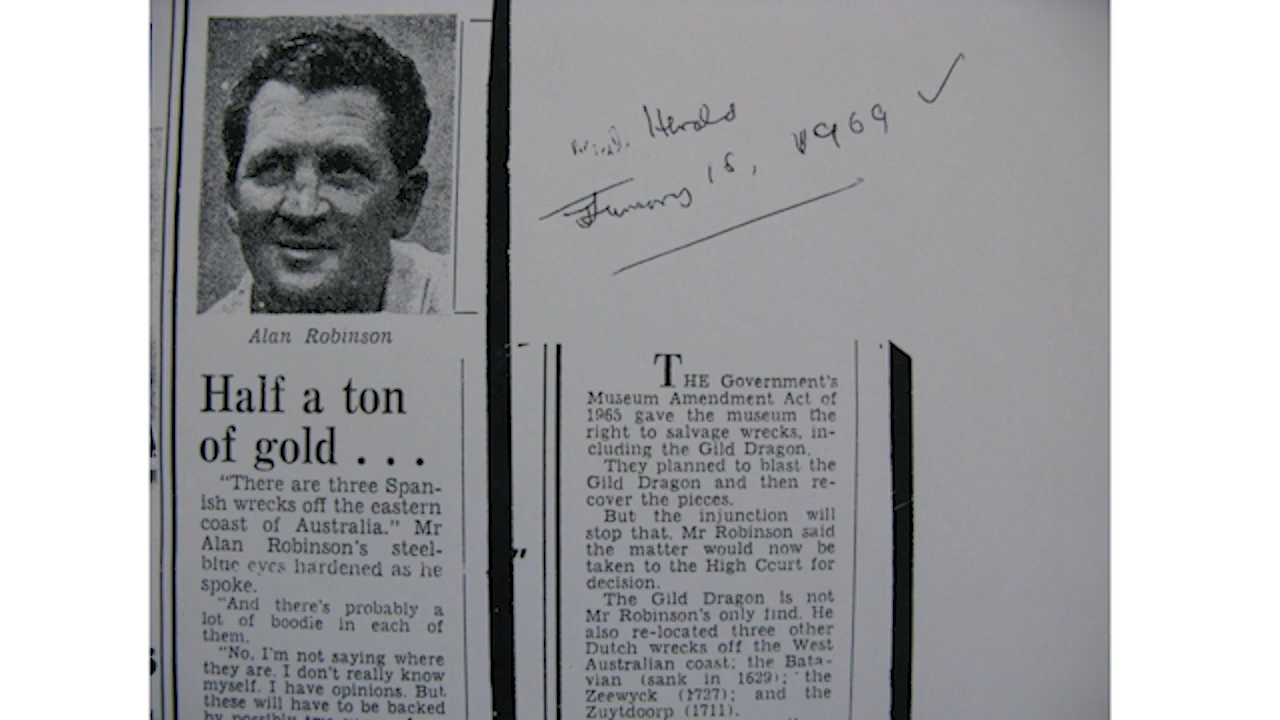 Alan Robinson
Half a ton
of gold . . .
"There are three Span-
ish wrecks off the eastern
coast of Australia." Mr
Alan Robinson's steel-
blue eyes hardened as he
spoke.
"And there's probably a
lot of boodie in each of
them.
"No, I'm not saying where
they are. I don't really know
myself. I have opinions. But
these will have to be backed
by possibly
Herald
January 18, 1969 ✓
THE Government's
Museum Amendment Act of
1965 gave the museum the
right to salvage wrecks, in-
cluding the Gild Dragon.
They planned to blast the
Gild Dragon and then re-
cover the pieces.
But the injunction will
stop that. Mr Robinson said
the matter would now be
taken to the High Court for
decision.
The Gild Dragon is not
Mr Robinson's only find. He
also re-located three other
Dutch wrecks off the West
Australian coast: the Bata-
vian (sank in 1629); the
Zeewyck (1727); and the
Zuytdoorp (1711).